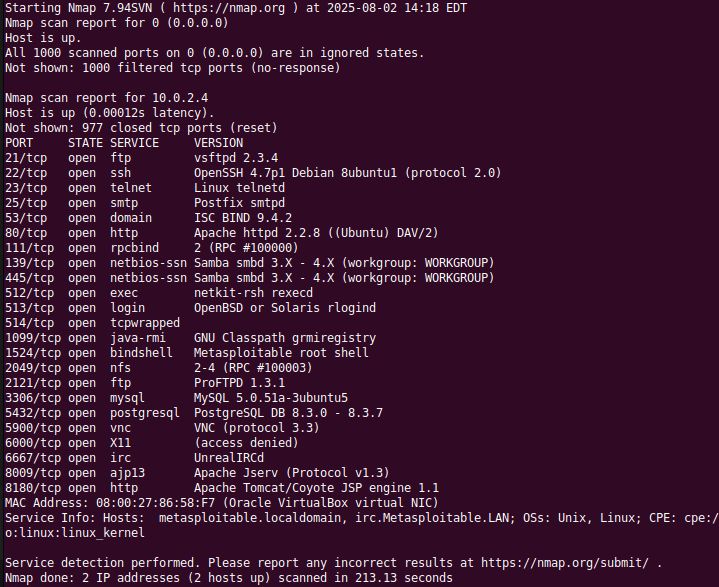 Starting Nmap 7.94SVN ( https://nmap.org ) at 2025-08-02 14:18 EDT
Nmap scan report for 0 (0.0.0.0)
Host is up.
All 1000 scanned ports on 0 (0.0.0.0) are in ignored states.
Not shown: 1000 filtered tcp ports (no-response)

Nmap scan report for 10.0.2.4
Host is up (0.00012s latency).
Not shown: 977 closed tcp ports (reset)
PORT     STATE SERVICE     VERSION
21/tcp   open  ftp         vsftpd 2.3.4
22/tcp   open  ssh         OpenSSH 4.7p1 Debian 8ubuntu1 (protocol 2.0)
23/tcp   open  telnet      Linux telnetd
25/tcp   open  smtp        Postfix smtpd
53/tcp   open  domain      ISC BIND 9.4.2
80/tcp   open  http        Apache httpd 2.2.8 ((Ubuntu) DAV/2)
111/tcp  open  rpcbind     2 (RPC #100000)
139/tcp  open  netbios-ssn Samba smbd 3.X - 4.X (workgroup: WORKGROUP)
445/tcp  open  netbios-ssn Samba smbd 3.X - 4.X (workgroup: WORKGROUP)
512/tcp  open  exec        netkit-rsh rexecd
513/tcp  open  login       OpenBSD or Solaris rlogind
514/tcp  open  tcpwrapped
1099/tcp open  java-rmi    GNU Classpath grmiregistry
1524/tcp open  bindshell   Metasploitable root shell
2049/tcp open  nfs         2-4 (RPC #100003)
2121/tcp open  ftp         ProFTPD 1.3.1
3306/tcp open  mysql       MySQL 5.0.51a-3ubuntu5
5432/tcp open  postgresql  PostgreSQL DB 8.3.0 - 8.3.7
5900/tcp open  vnc         VNC (protocol 3.3)
6000/tcp open  X11         (access denied)
6667/tcp open  irc         UnrealIRCd
8009/tcp open  ajp13       Apache Jserv (Protocol v1.3)
8180/tcp open  http        Apache Tomcat/Coyote JSP engine 1.1
MAC Address: 08:00:27:86:58:F7 (Oracle VirtualBox virtual NIC)
Service Info: Hosts:  metasploitable.localdomain, irc.Metasploitable.LAN; OSs: Unix, Linux; CPE: cpe:/
o:linux:linux_kernel

Service detection performed. Please report any incorrect results at https://nmap.org/submit/ .
Nmap done: 2 IP addresses (2 hosts up) scanned in 213.13 seconds